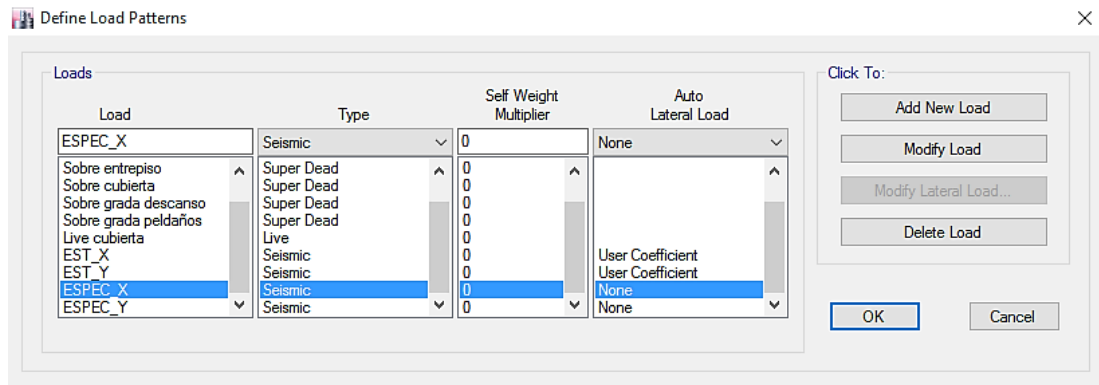 Define Load Patterns
Loads
Click To:
Load Type Self Weight Multiplier Auto Lateral Load
ESPEC_X Seismic 0 None
Sobre entrepiso Super Dead 0
Sobre cubierta Super Dead 0
Sobre grada descanso Super Dead 0
Sobre grada peldaños Super Dead 0
Live cubierta Live 0
EST_X Seismic 0 User Coefficient
EST_Y Seismic 0 User Coefficient
ESPEC_X Seismic 0 None
ESPEC_Y Seismic 0 None
Add New Load
Modify Load
Modify Lateral Load...
Delete Load
OK Cancel